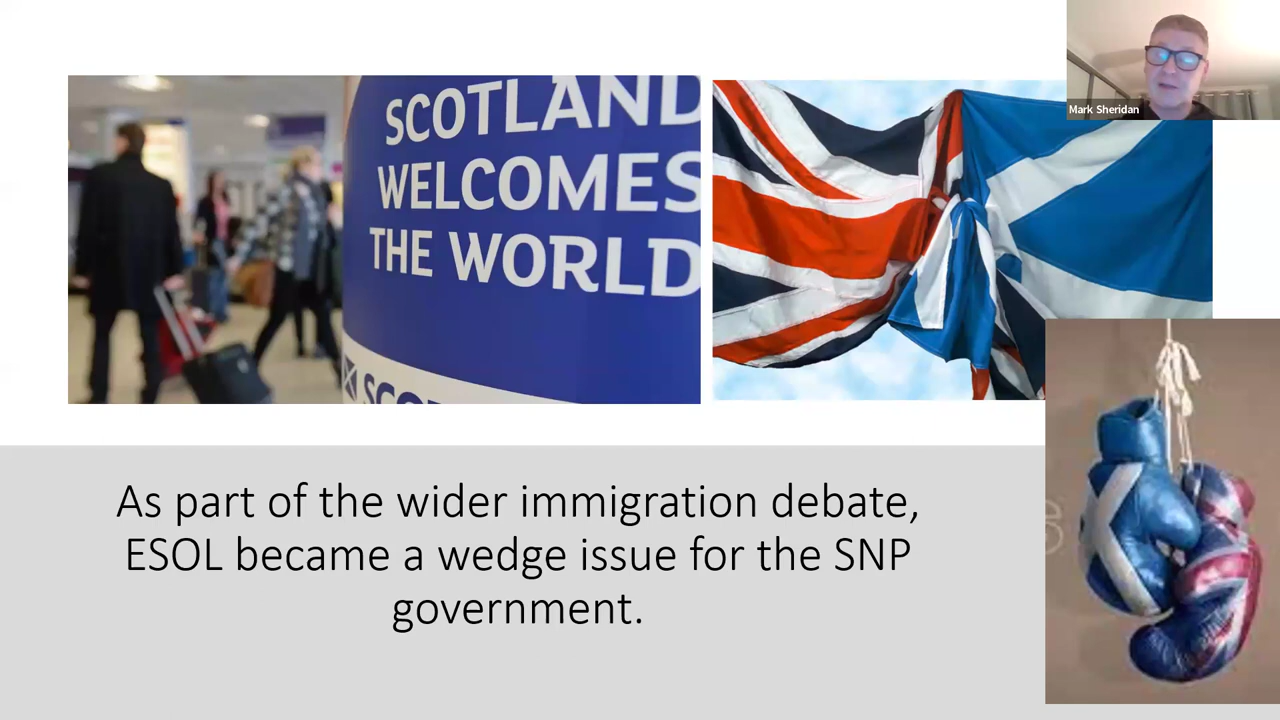 SCOTLAND
WELCOMES
THE WORLD
Mark Sheridan
As part of the wider immigration debate,
ESOL became a wedge issue for the SNP
government.